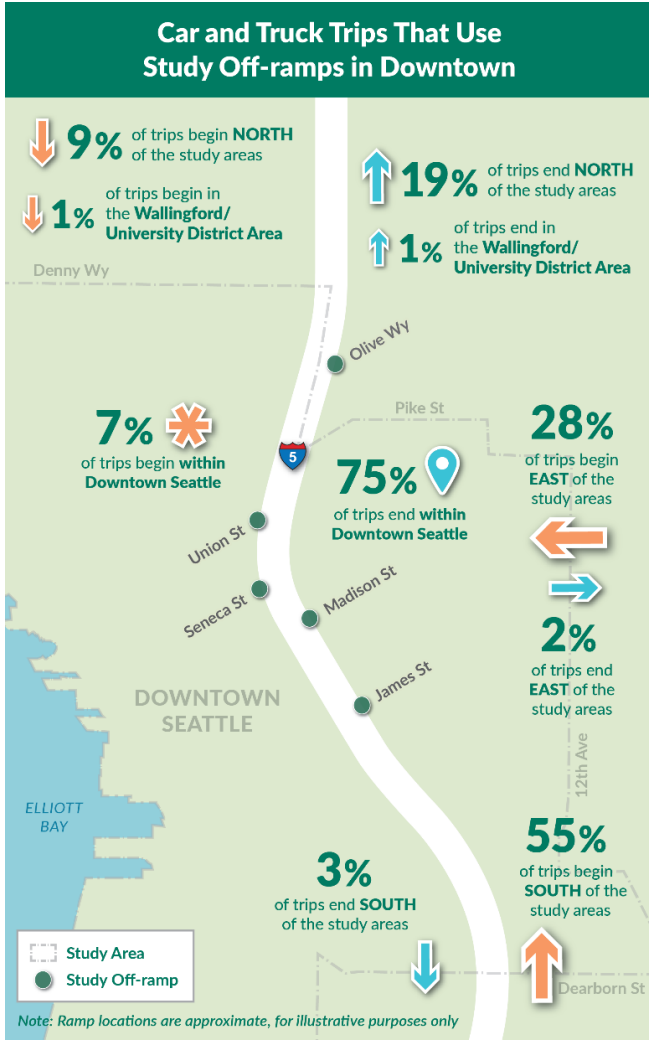 Car and Truck Trips That Use
Study Off-ramps in Downtown
9% of trips begin NORTH
of the study areas
1% of trips begin in
the Wallingford/
University District Area
19% of trips end NORTH
of the study areas
1% of trips end in
the Wallingford/
University District Area
Denny Wy
Olive Wy
Pike St
7%
of trips begin within
Downtown Seattle
5
75%
of trips end within
Downtown Seattle
28%
of trips begin
EAST of the
study areas
Union St
Seneca St
Madison St
2%
of trips end
EAST of the
study areas
James St
DOWNTOWN
SEATTLE
12th Ave
ELLIOTT
BAY
3%
of trips end SOUTH
of the study areas
55%
of trips begin
SOUTH of the
study areas
Study Area
Study Off-ramp
Dearborn St
Note: Ramp locations are approximate, for illustrative purposes only